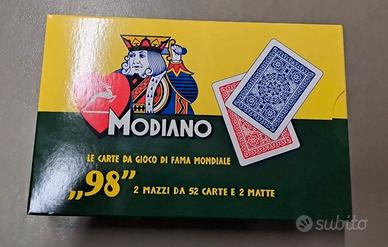 MODIANO
LE CARTE DA GIOCO DI FAMA MONDIALE
„98”
2 MAZZI DA 52 CARTE E 2 MATTE
subito